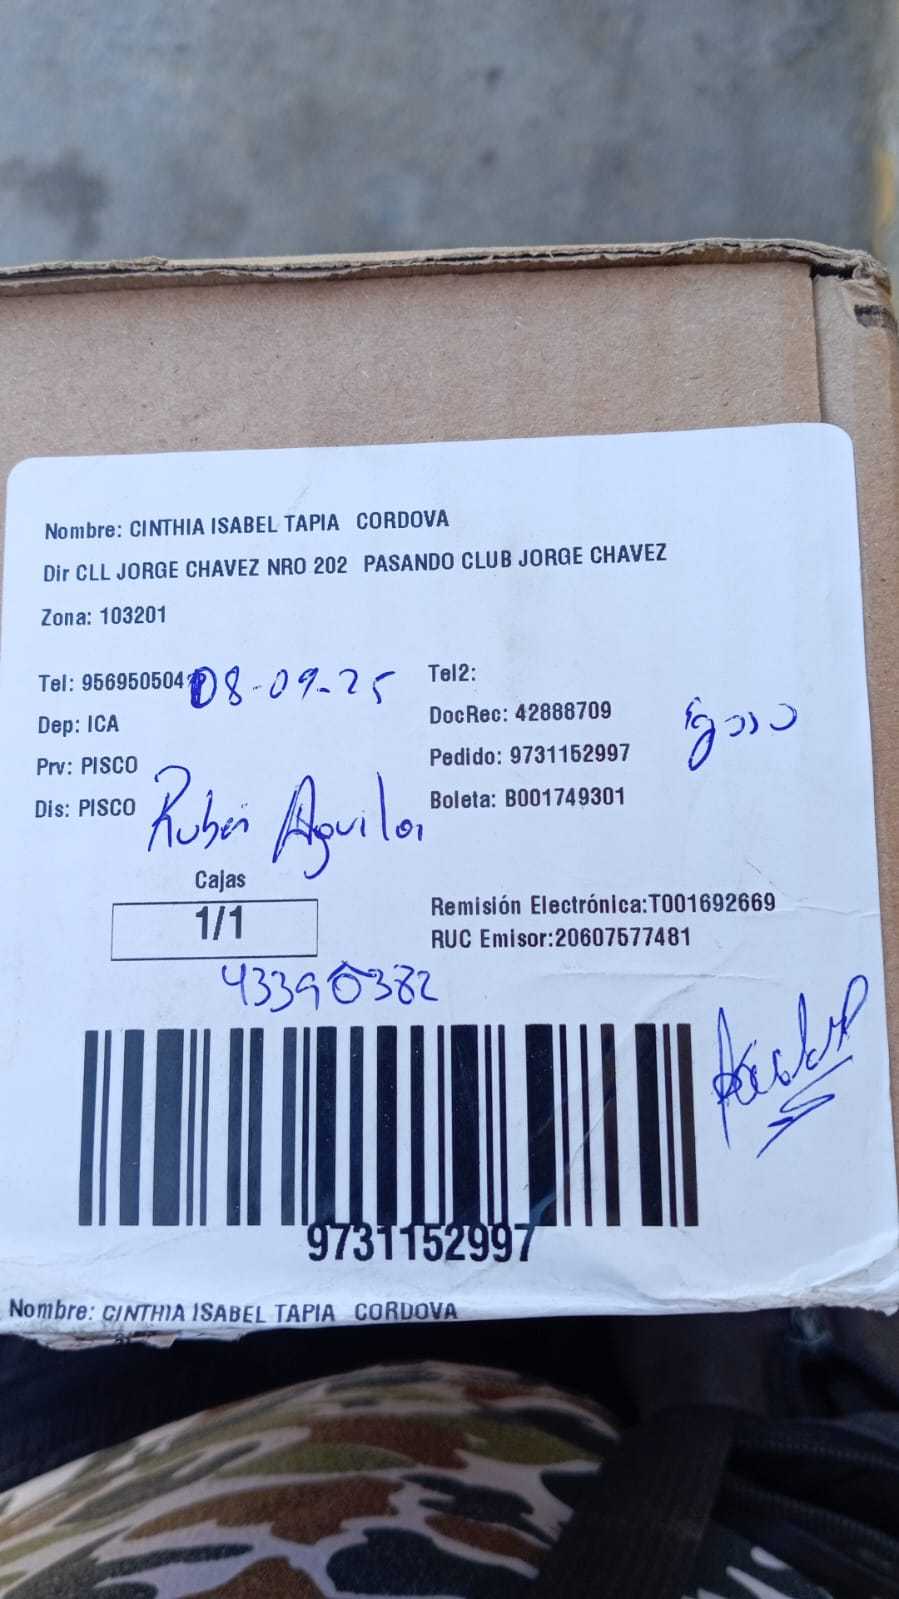 Nombre: CINTHIA ISABEL TAPIA CORDOVA
Dir CLL JORGE CHAVEZ NRO 202 PASANDO CLUB JORGE CHAVEZ
Zona: 103201
Tel: 956950504
08-09-25
Tel2:
Dep: ICA
DocRec: 42888709
Prv: PISCO
Pedido: 9731152997
Dis: PISCO
Boleta: B001749301
Ruben Aguilar
Cajas
1/1
Remisión Electrónica:T001692669
RUC Emisor:20607577481
43390382
9731152997
Nombre: CINTHIA ISABEL TAPIA CORDOVA